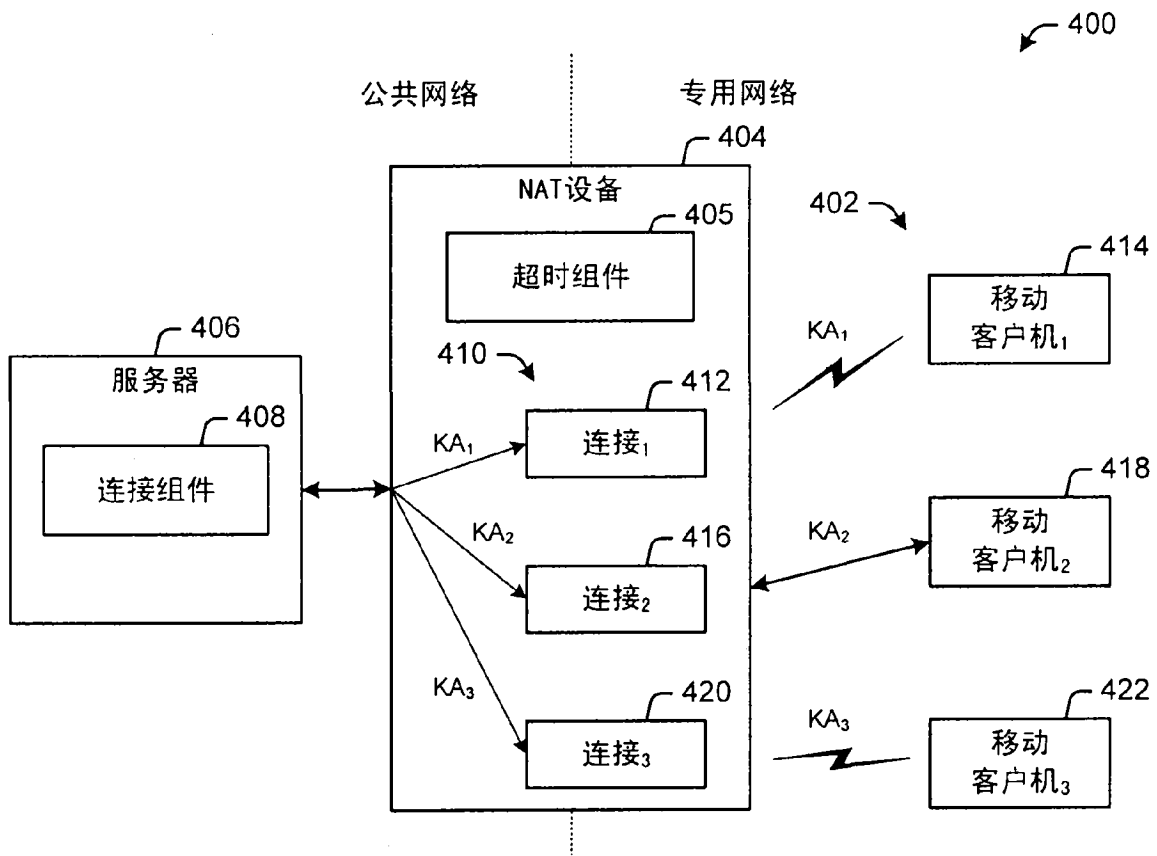 400
公共网络
专用网络
404
NAT设备
402
405
超时组件
414
移动
客户机₁
KA₁
406
服务器
410
412
408
连接组件
KA₁
连接₁
418
移动
客户机₂
KA₂
KA₂
416
连接₂
KA₃
420
连接₃
KA₃
422
移动
客户机₃